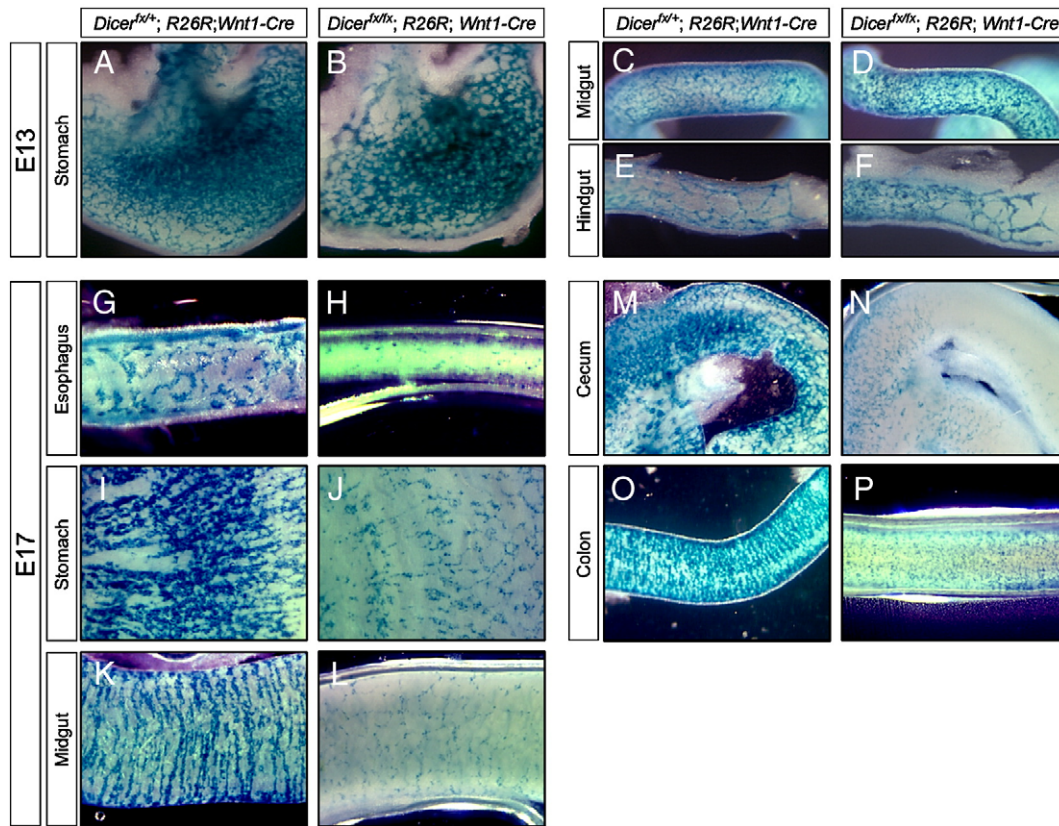 Dicer^fx/+; R26R;Wnt1-Cre
Dicer^fx/fx; R26R; Wnt1-Cre
E13
Stomach
A
B
E17
Esophagus
G
H
Stomach
I
J
Midgut
K
L
Dicer^fx/+; R26R;Wnt1-Cre
Dicer^fx/fx; R26R; Wnt1-Cre
Midgut
C
D
Hindgut
E
F
Cecum
M
N
Colon
O
P